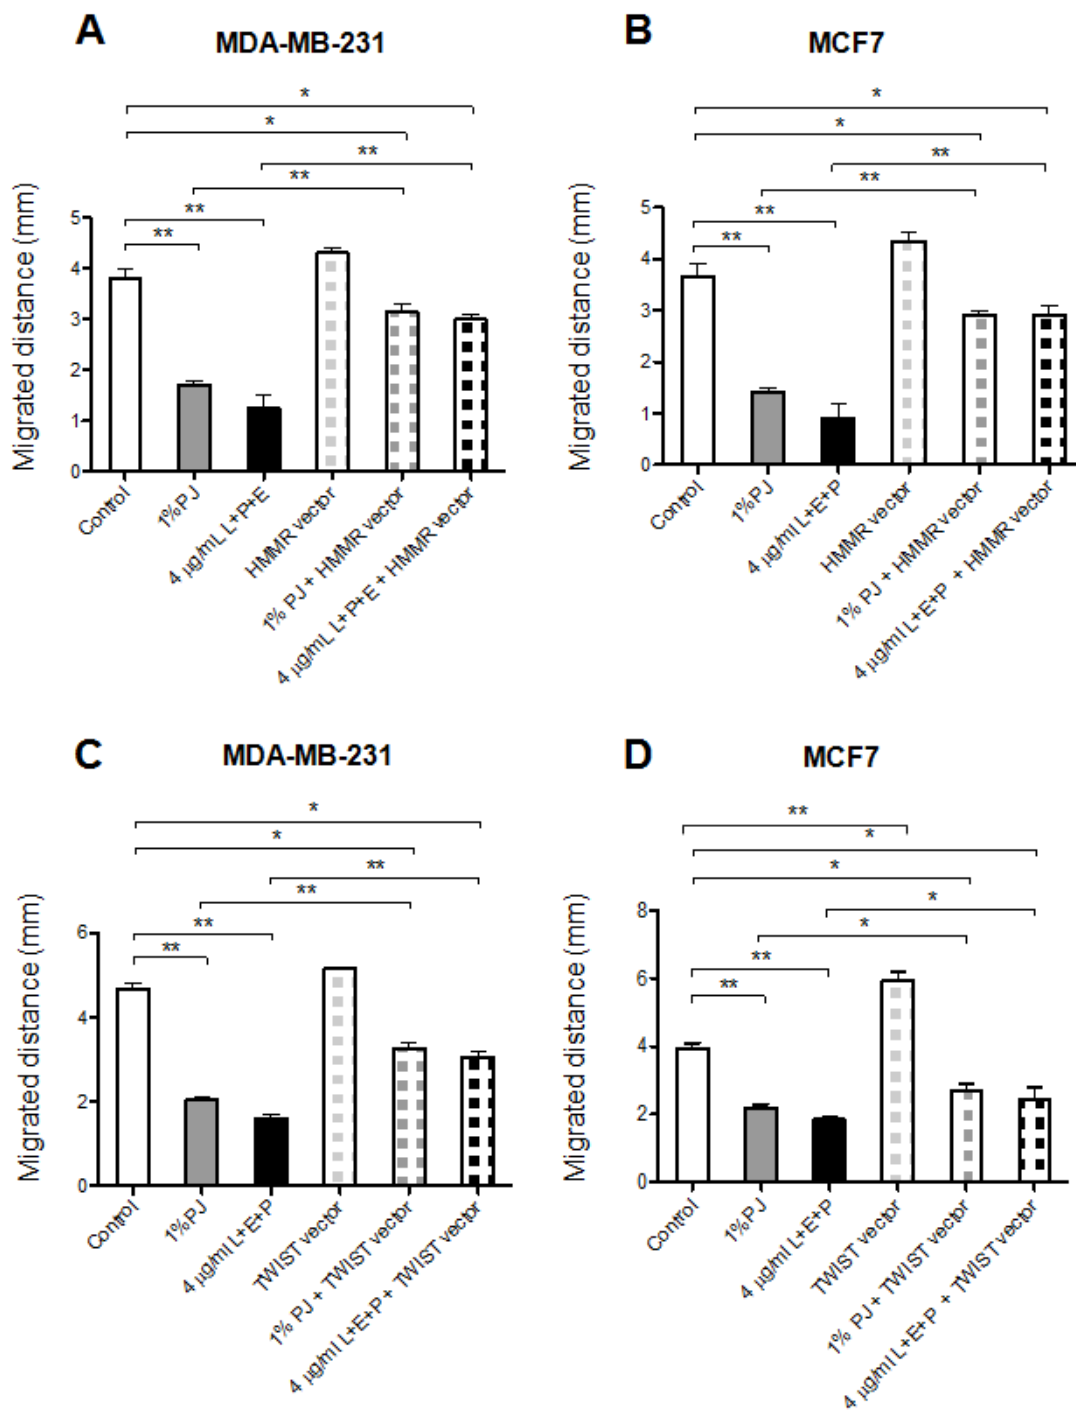 A
MDA-MB-231
*
*
**
**
**
**
Migrated distance (mm)
5
4
3
2
1
0
Control
1%PJ
4 µg/mL L+P+E
HMMR vector
1% PJ + HMMR vector
4 µg/mL L+P+E + HMMR vector
B
MCF7
*
*
**
**
**
**
Migrated distance (mm)
5
4
3
2
1
0
Control
1%PJ
4 µg/ml L+E+P
HMMR vector
1% PJ + HMMR vector
4 µg/ml L+E+P + HMMR vector
C
MDA-MB-231
*
*
**
**
**
**
Migrated distance (mm)
6
4
2
0
Control
1%PJ
4 µg/ml L+E+P
TWIST vector
1% PJ + TWIST vector
4 µg/ml L+E+P + TWIST vector
D
MCF7
**
*
*
*
*
**
**
Migrated distance (mm)
8
6
4
2
0
Control
1%PJ
4 µg/ml L+E+P
TWIST vector
1% PJ + TWIST vector
4 µg/ml L+E+P + TWIST vector